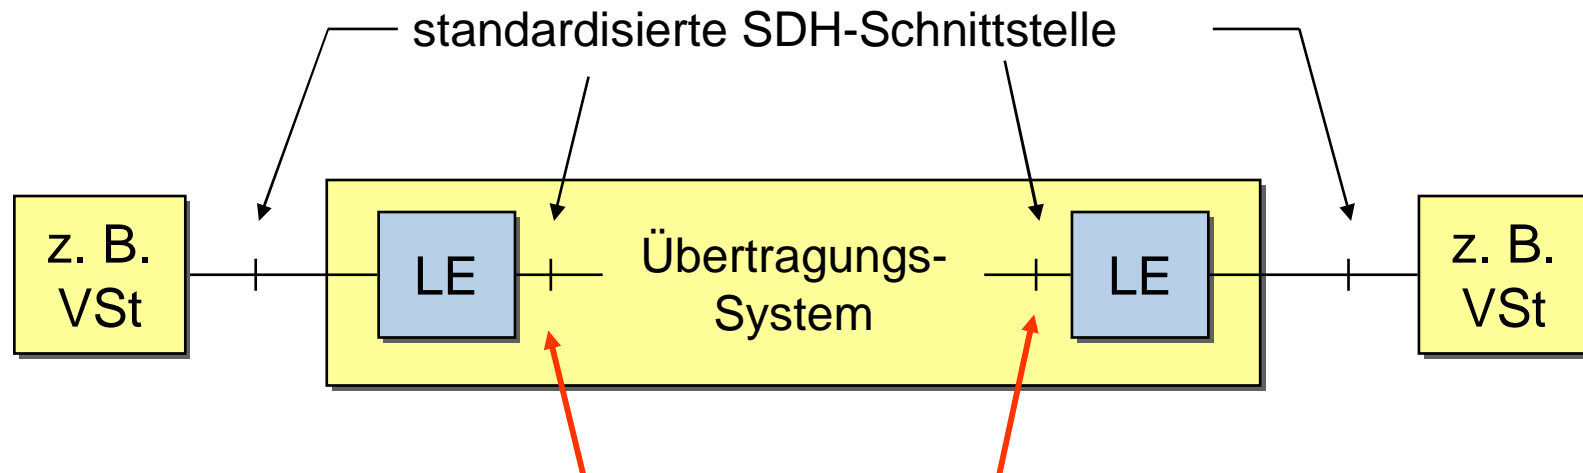 standardisierte SDH-Schnittstelle
z. B.
VSt
LE
Übertragungs-
System
LE
z. B.
VSt